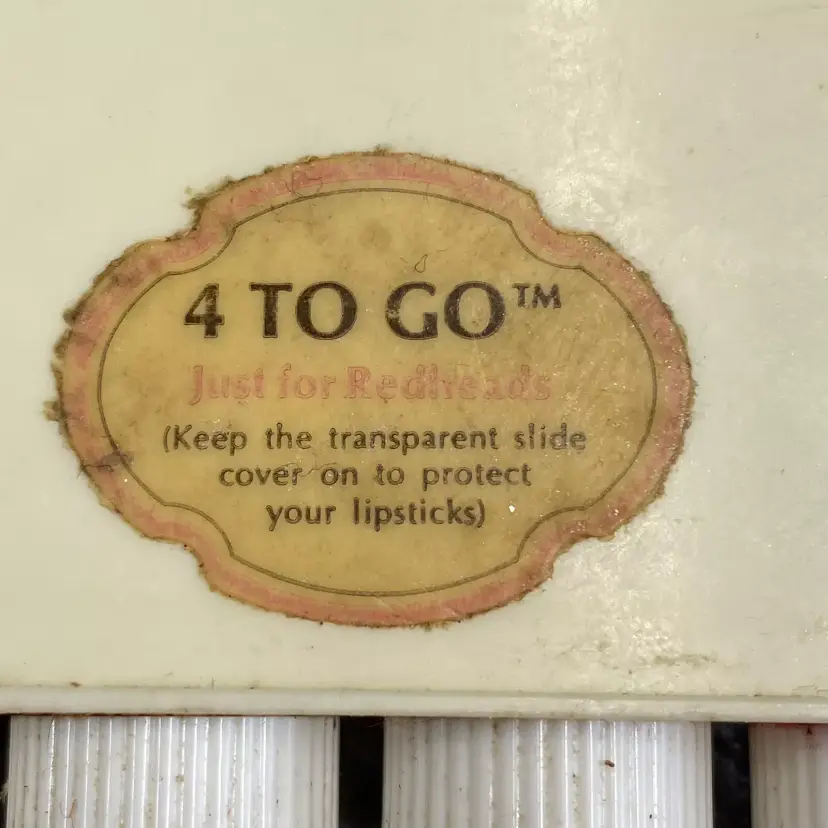 4 TO GO™
Just for Redheads
(Keep the transparent slide
cover on to protect
your lipsticks)